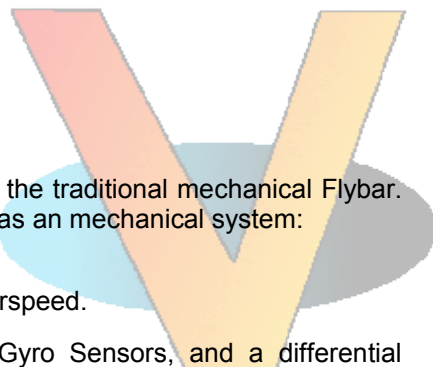 the traditional mechanical Flybar.
as an mechanical system:
rspeed.
Gyro Sensors, and a differential